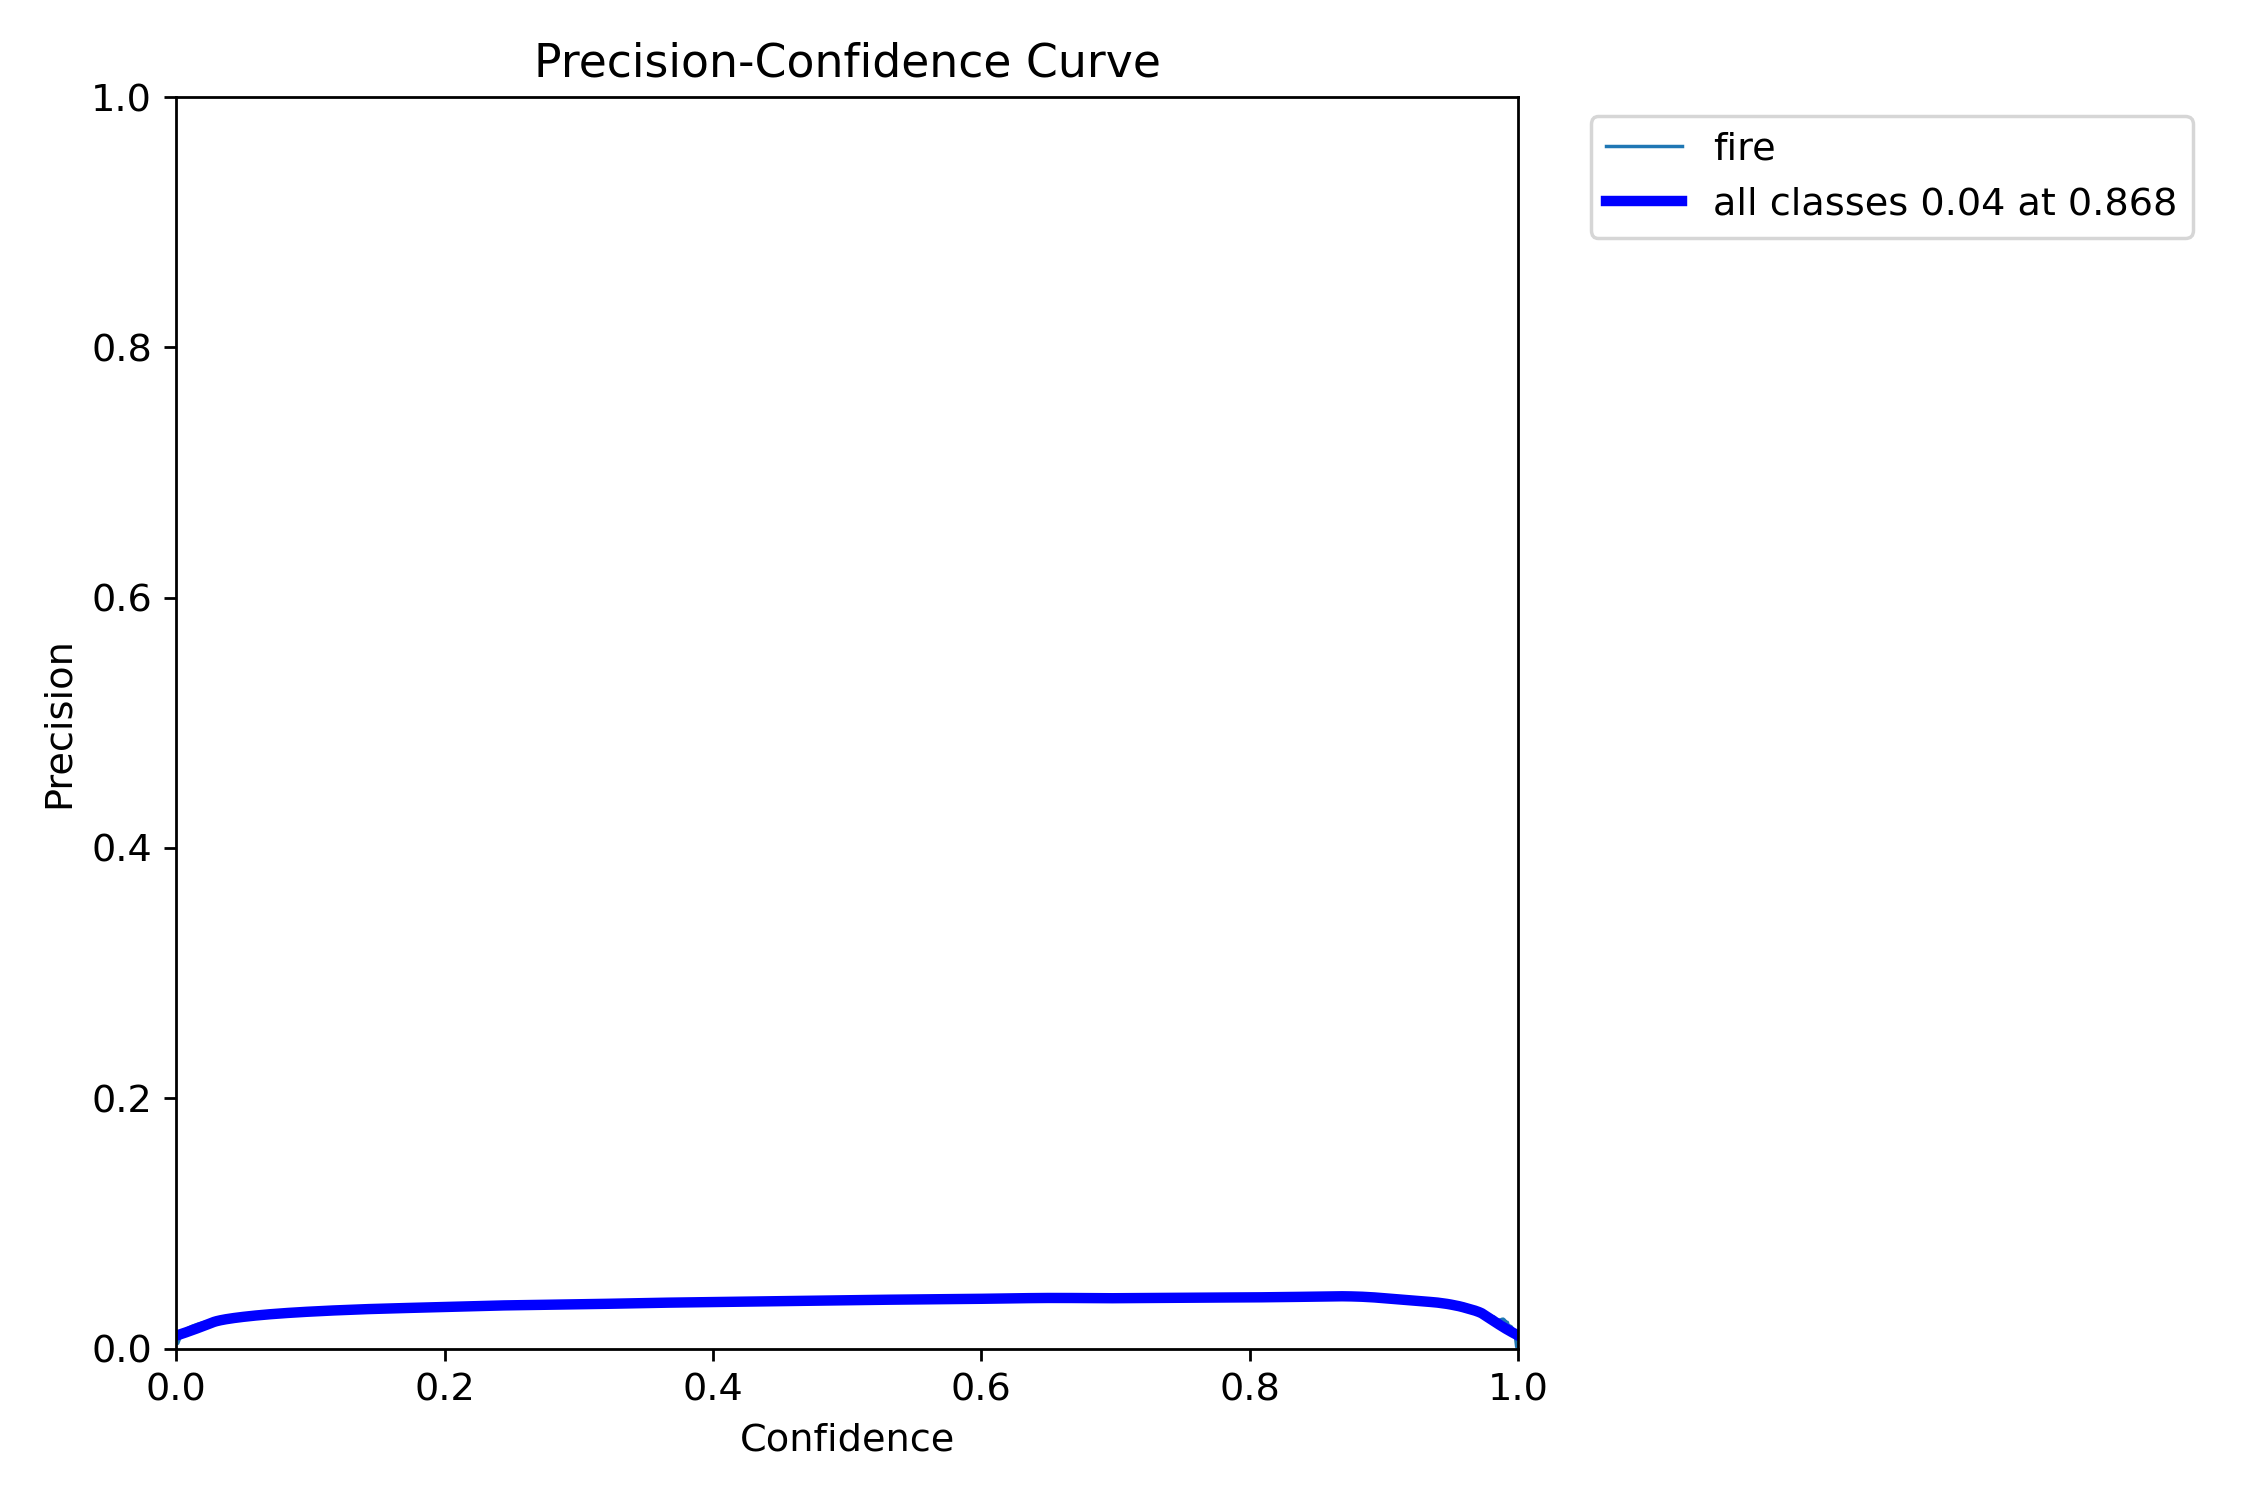 Precision-Confidence Curve
1.0
0.8
0.6
0.4
0.2
0.0
Precision
0.0 0.2 0.4 0.6 0.8 1.0
Confidence
fire
all classes 0.04 at 0.868